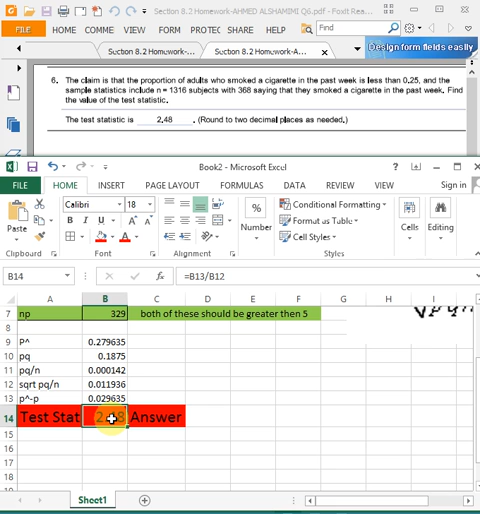 Section 8.2 Homework-AHMED ALSHAMIMI Q6.pdf - Foxit Rea...
FILE HOME COMME VIEW FORM PROTEC SHARE HELP Find
Section 8.2 Homework-... Section 8.2 Homework-A... Design form fields easily
6. The claim is that the proportion of adults who smoked a cigarette in the past week is less than 0.25, and the
sample statistics include n = 1316 subjects with 368 saying that they smoked a cigarette in the past week. Find
the value of the test statistic.
The test statistic is 2.48 . (Round to two decimal places as needed.)
Book2 - Microsoft Excel
FILE HOME INSERT PAGE LAYOUT FORMULAS DATA REVIEW VIEW Sign in
Paste Calibri 18 % Number Conditional Formatting Cells Editing
B I U A A Format as Table
Cell Styles
Clipboard Font Alignment Styles
B14 fx =B13/B12
A B C D E F G H I
7 np 329 both of these should be greater then 5
8
9 P^ 0.279635
10 pq 0.1875
11 pq/n 0.000142
12 sqrt pq/n 0.011936
13 p^-p 0.029635
14 Test Stat 2.48 Answer
15
16
17
18
19
Sheet1